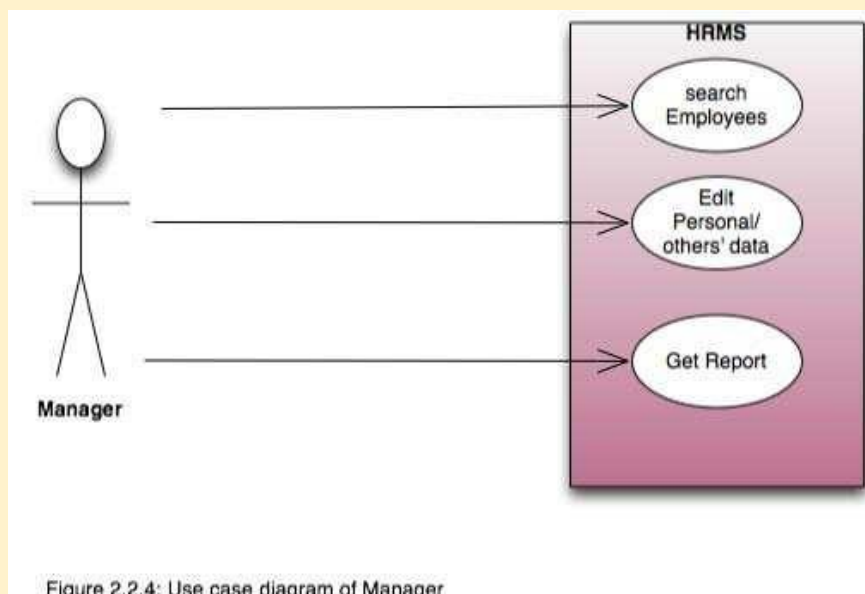 HRMS
search
Employees
Edit
Personal/
others' data
Get Report
Manager
Figure 2.2.4: Use case diagram of Manager